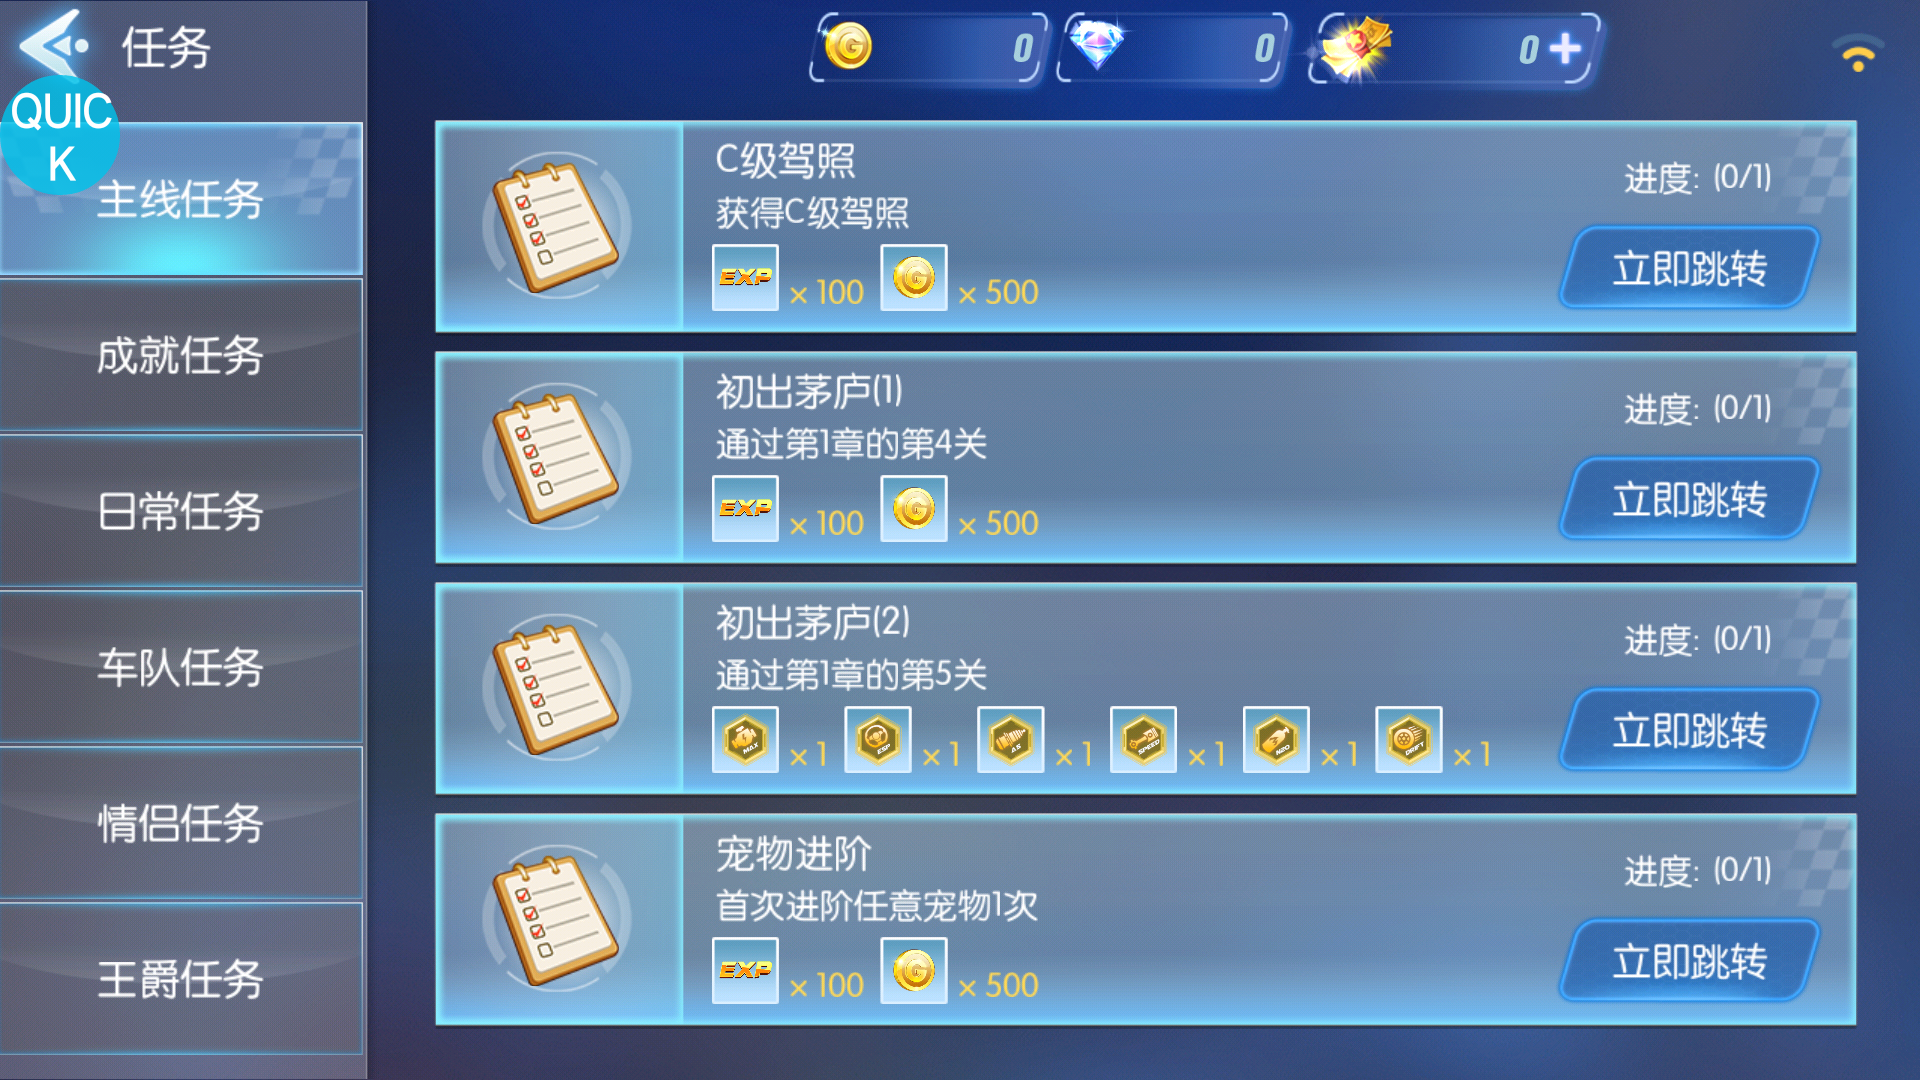 任务
0
0
0
QUIC
K
主线任务
成就任务
日常任务
车队任务
情侣任务
王爵任务
C级驾照
获得C级驾照
进度: (0/1)
EXP ×100 G ×500
立即跳转
初出茅庐(1)
通过第1章的第4关
进度: (0/1)
EXP ×100 G ×500
立即跳转
初出茅庐(2)
通过第1章的第5关
进度: (0/1)
MAX ×1 ESP ×1 AS ×1 SPEED ×1 N2O ×1 DRIFT ×1
立即跳转
宠物进阶
首次进阶任意宠物1次
进度: (0/1)
EXP ×100 G ×500
立即跳转